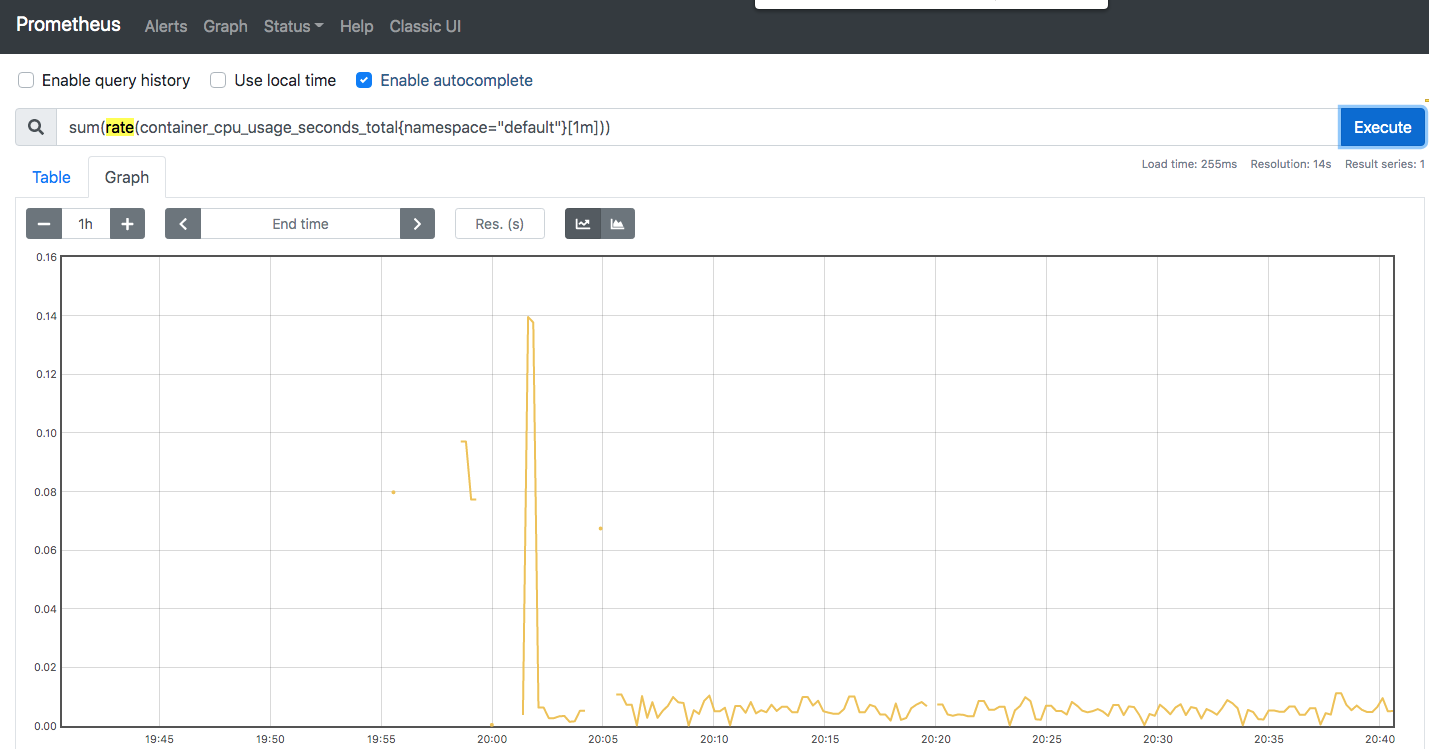 Prometheus Alerts Graph Status Help Classic UI
Enable query history Use local time Enable autocomplete
sum(rate(container_cpu_usage_seconds_total{namespace="default"}[1m])) Execute
Load time: 255ms Resolution: 14s Result series: 1
Table Graph
1h End time Res. (s)
0.16
0.14
0.12
0.10
0.08
0.06
0.04
0.02
0.00
19:45 19:50 19:55 20:00 20:05 20:10 20:15 20:20 20:25 20:30 20:35 20:40